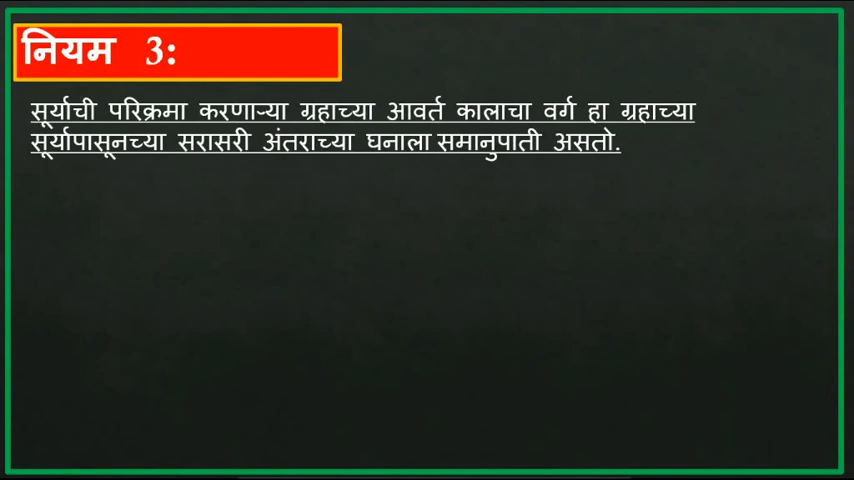 नियम 3:
सूर्याची परिक्रमा करणाऱ्या ग्रहाच्या आवर्त कालाचा वर्ग हा ग्रहाच्या
सूर्यापासूनच्या सरासरी अंतराच्या घनाला समानुपाती असतो.